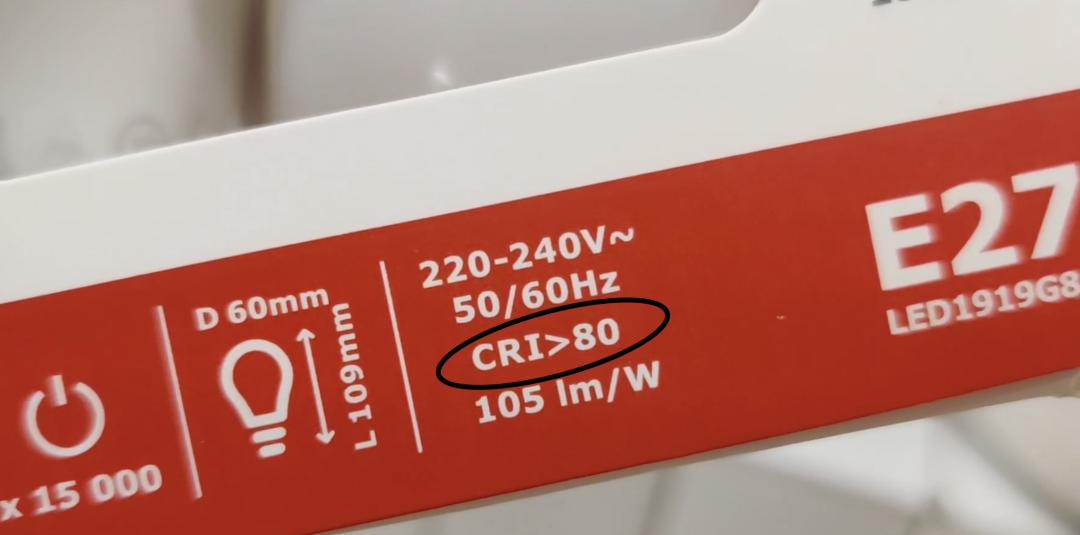 x 15 000
D 60mm
L 109mm
220-240V~
50/60Hz
CRI>80
105 lm/W
E27
LED1919G8